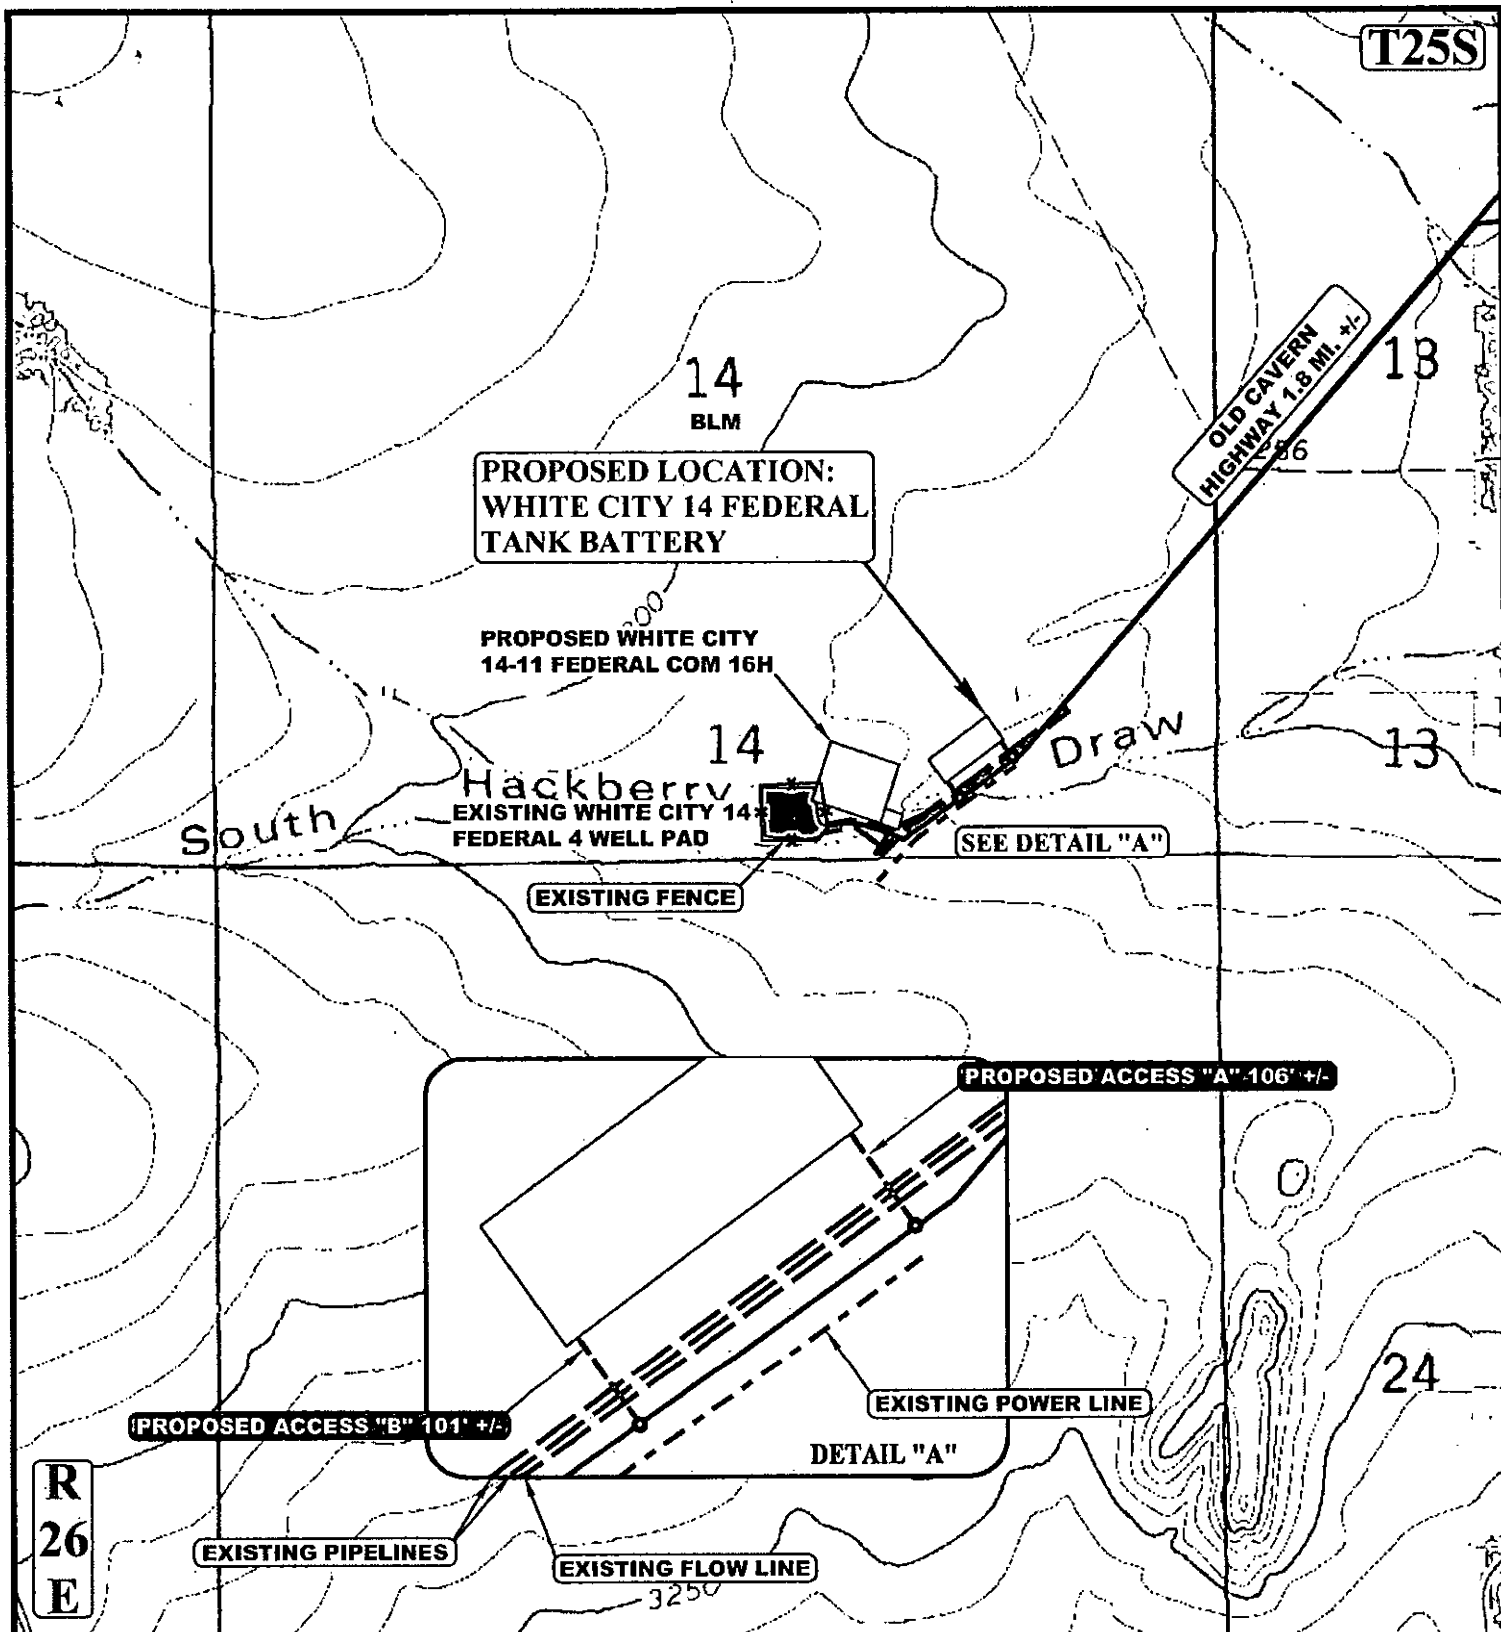 T25S
14
BLM
13
OLD CAVERN
HIGHWAY 1.8 MI. +/-
PROPOSED LOCATION:
WHITE CITY 14 FEDERAL
TANK BATTERY
PROPOSED WHITE CITY
14-11 FEDERAL COM 16H
14
13
South Hackberry Draw
EXISTING WHITE CITY 14
FEDERAL 4 WELL PAD
SEE DETAIL "A"
EXISTING FENCE
PROPOSED ACCESS "A" 106' +/-
24
EXISTING POWER LINE
PROPOSED ACCESS "B" 101' +/-
DETAIL "A"
R
26
E
EXISTING PIPELINES
EXISTING FLOW LINE
3250